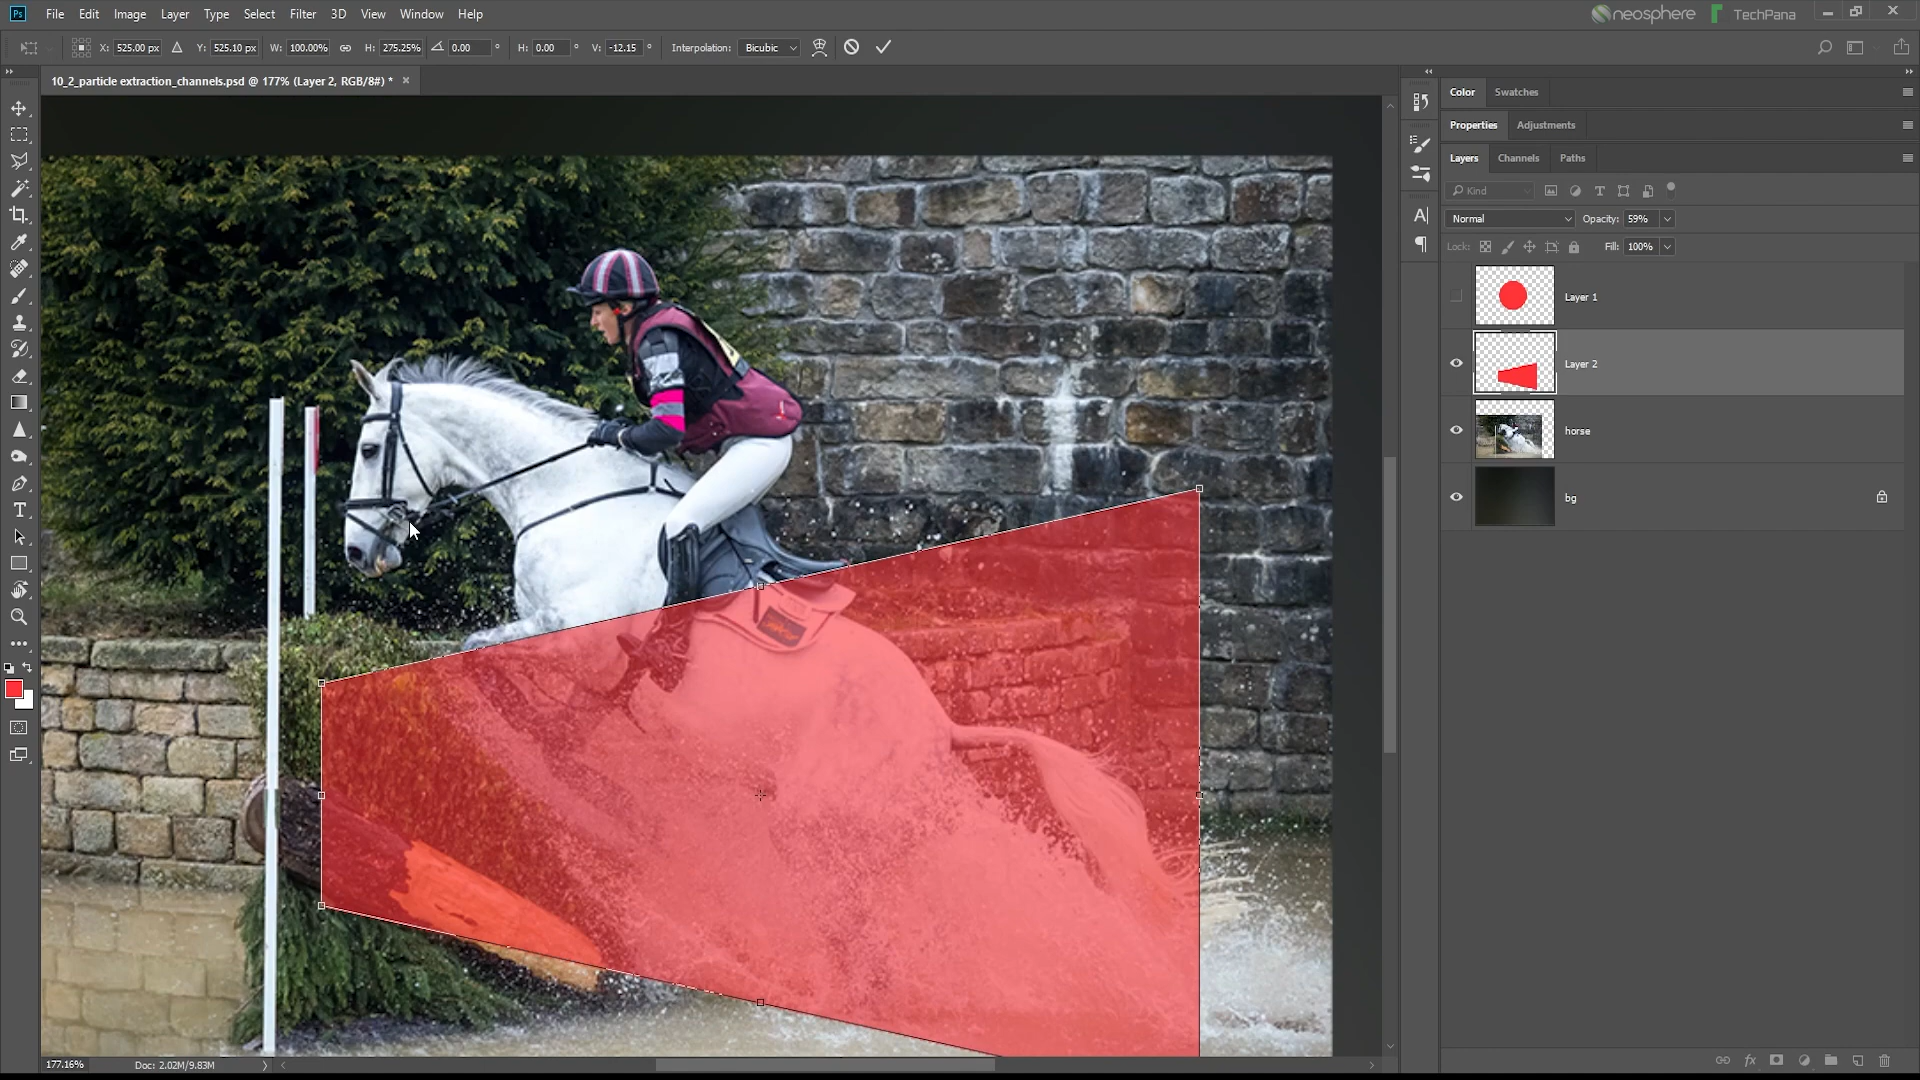 Ps File Edit Image Layer Type Select Filter 3D View Window Help neosphere TechPana
X: 525.00 px Y: 525.10 px W: 100.00% H: 275.25% 0.00 ° H: 0.00 ° V: -12.15 ° Interpolation: Bicubic
10_2_particle extraction_channels.psd @ 177% (Layer 2, RGB/8#) * ×
Color Swatches
Properties Adjustments
Layers Channels Paths
Kind
Normal Opacity: 59%
Lock: Fill: 100%
Layer 1
Layer 2
horse
bg
177.16% Doc: 2.02M/9.83M